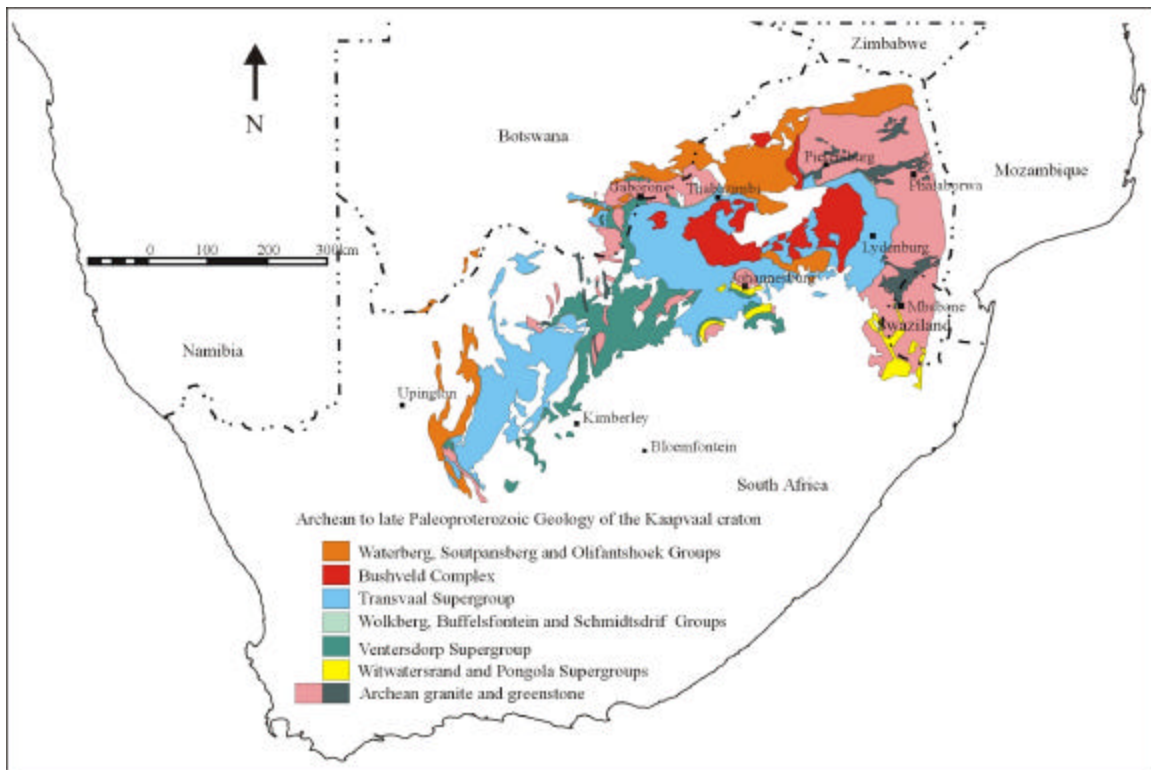 Zimbabwe
N
Botswana
Pietersburg
Mozambique
Gaborone
Thabazimbi
Phalaborwa
Lydenburg
0 100 200 300 km
Johannesburg
Mbabane
Swaziland
Namibia
Upington
Kimberley
Bloemfontein
South Africa
Archean to late Paleoproterozoic Geology of the Kaapvaal craton
Waterberg, Soutpansberg and Olifantshoek Groups
Bushveld Complex
Transvaal Supergroup
Wolkberg, Buffelsfontein and Schmidtsdrif Groups
Ventersdorp Supergroup
Witwatersrand and Pongola Supergroups
Archean granite and greenstone